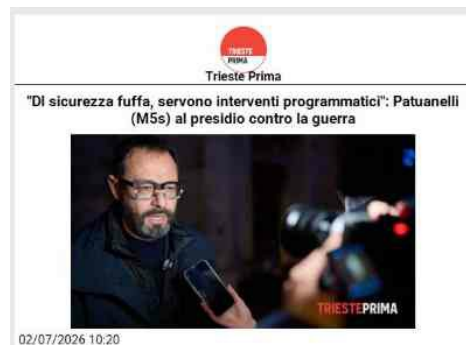 TRIESTE
PRIMA
Trieste Prima
"Dl sicurezza fuffa, servono interventi programmatici": Patuanelli
(M5s) al presidio contro la guerra
TRIESTEPRIMA
02/07/2026 10:20